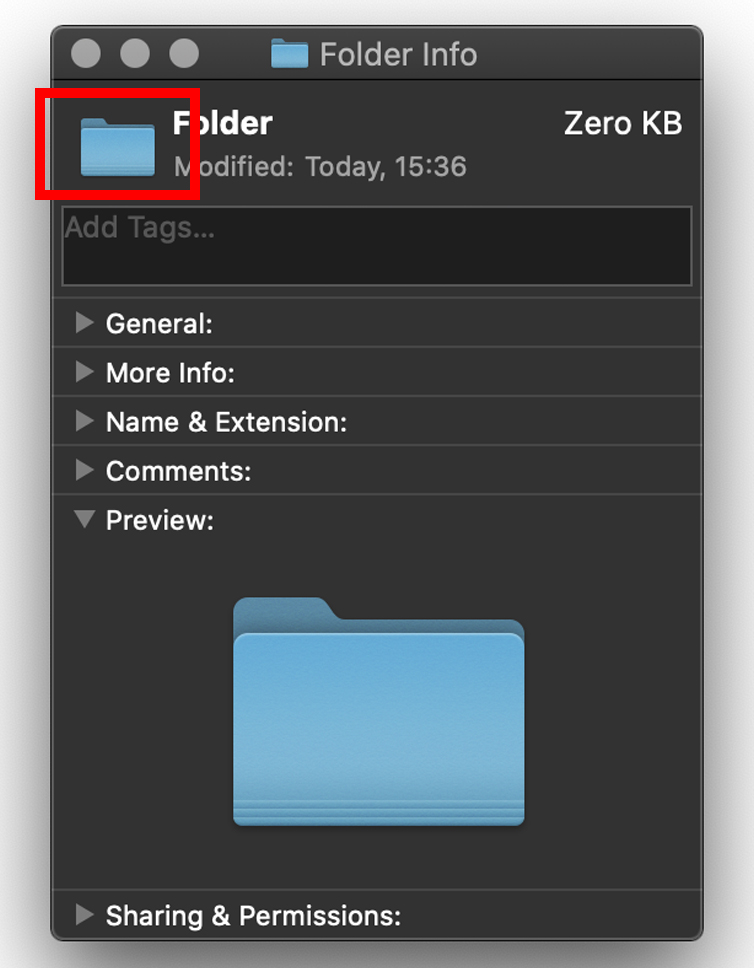 Folder Info
Folder Zero KB
Modified: Today, 15:36
Add Tags...
General:
More Info:
Name & Extension:
Comments:
Preview:
Sharing & Permissions: